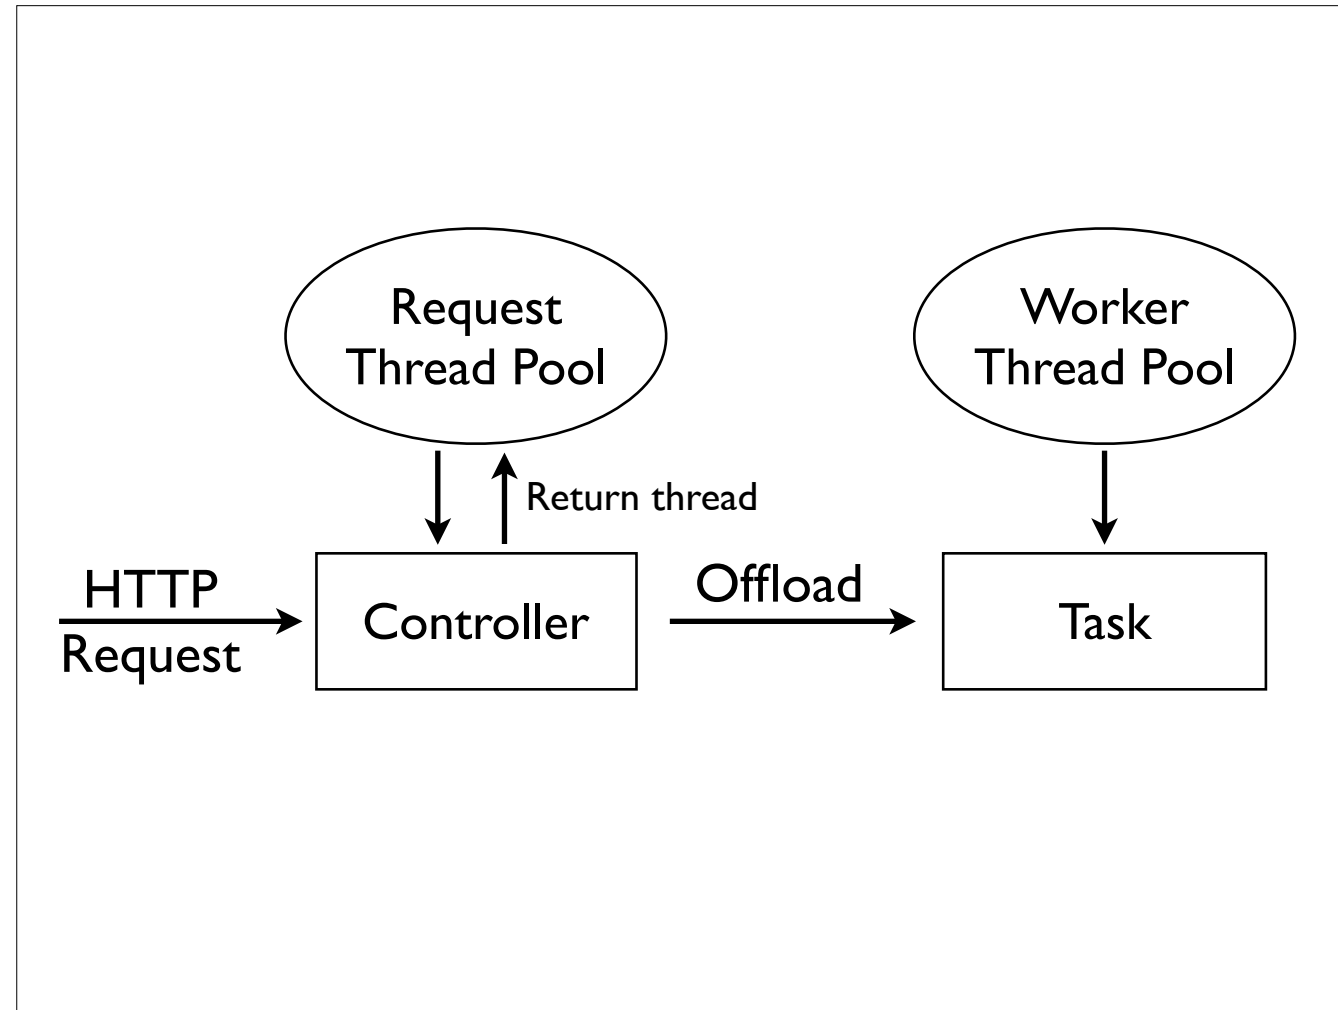 Request
Thread Pool
Worker
Thread Pool
Return thread
HTTP
Request
Controller
Offload
Task